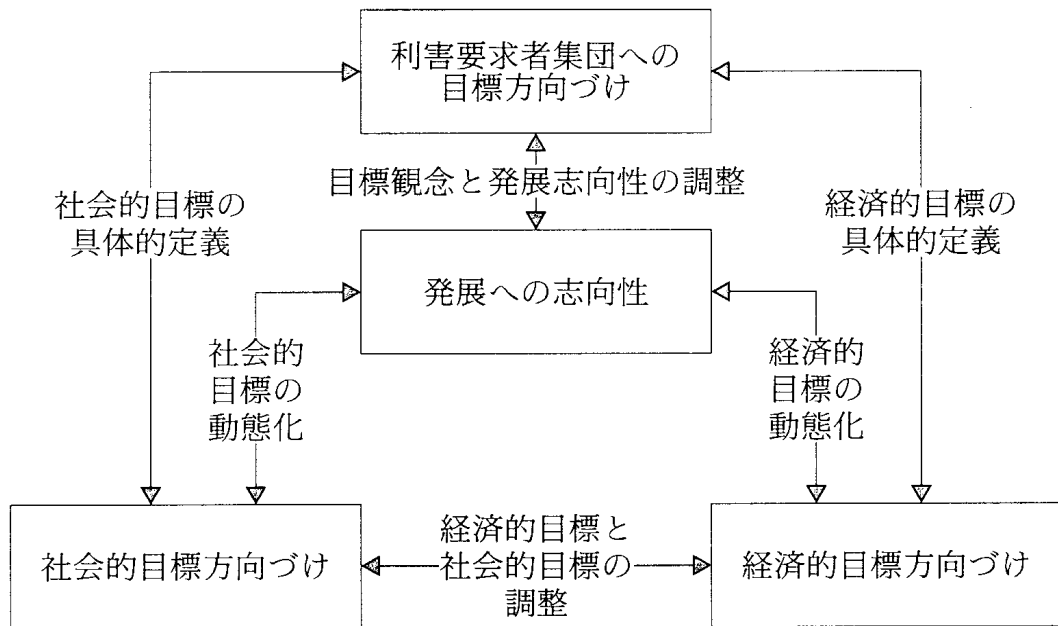 利害要求者集団への
目標方向づけ
目標観念と発展志向性の調整
社会的目標の
具体的定義
経済的目標の
具体的定義
発展への志向性
社会的
目標の
動態化
経済的
目標の
動態化
社会的目標方向づけ
経済的目標と
社会的目標の
調整
経済的目標方向づけ